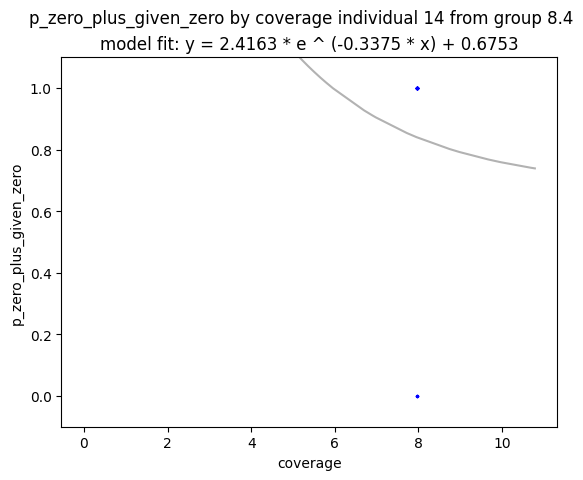 p_zero_plus_given_zero by coverage individual 14 from group 8.4
model fit: y = 2.4163 * e ^ (-0.3375 * x) + 0.6753
1.0
0.8
0.6
0.4
0.2
0.0
p_zero_plus_given_zero
0 2 4 6 8 10
coverage